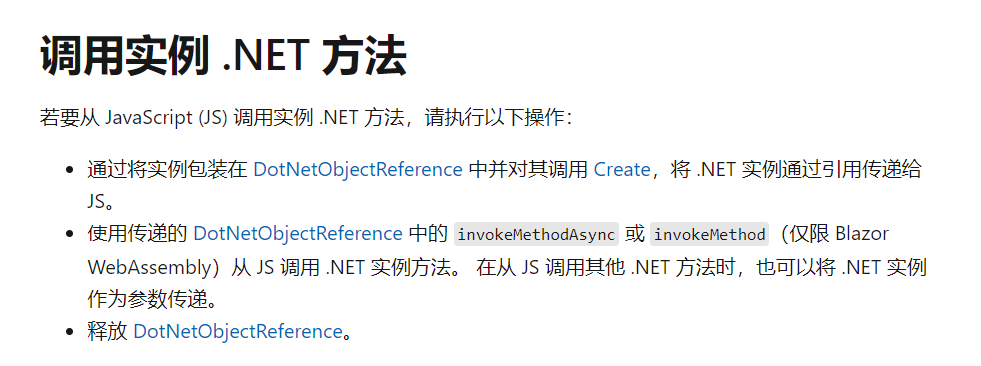 调用实例 .NET 方法
若要从 JavaScript (JS) 调用实例 .NET 方法，请执行以下操作：
• 通过将实例包装在 DotNetObjectReference 中并对其调用 Create，将 .NET 实例通过引用传递给
JS。
• 使用传递的 DotNetObjectReference 中的 invokeMethodAsync 或 invokeMethod（仅限 Blazor
WebAssembly）从 JS 调用 .NET 实例方法。 在从 JS 调用其他 .NET 方法时，也可以将 .NET 实例
作为参数传递。
• 释放 DotNetObjectReference。